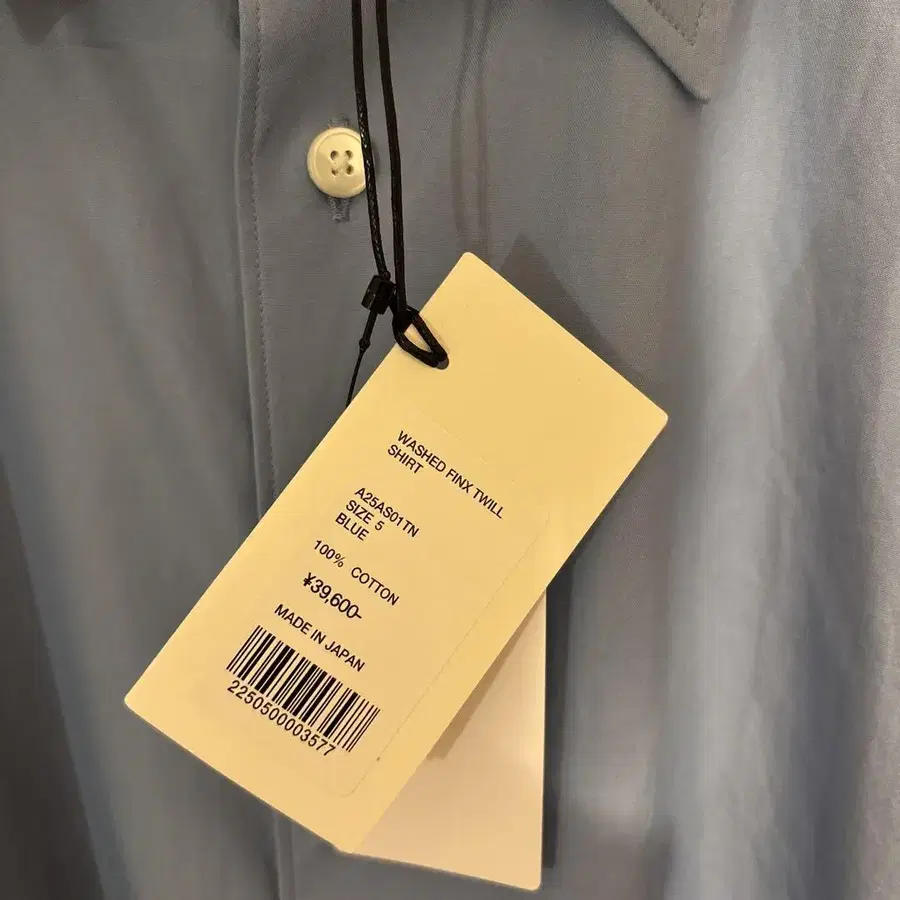 WASHED FINX TWILL
SHIRT
A25AS01TN
SIZE 5
BLUE
100% COTTON
¥39,600-
MADE IN JAPAN
2250500003577